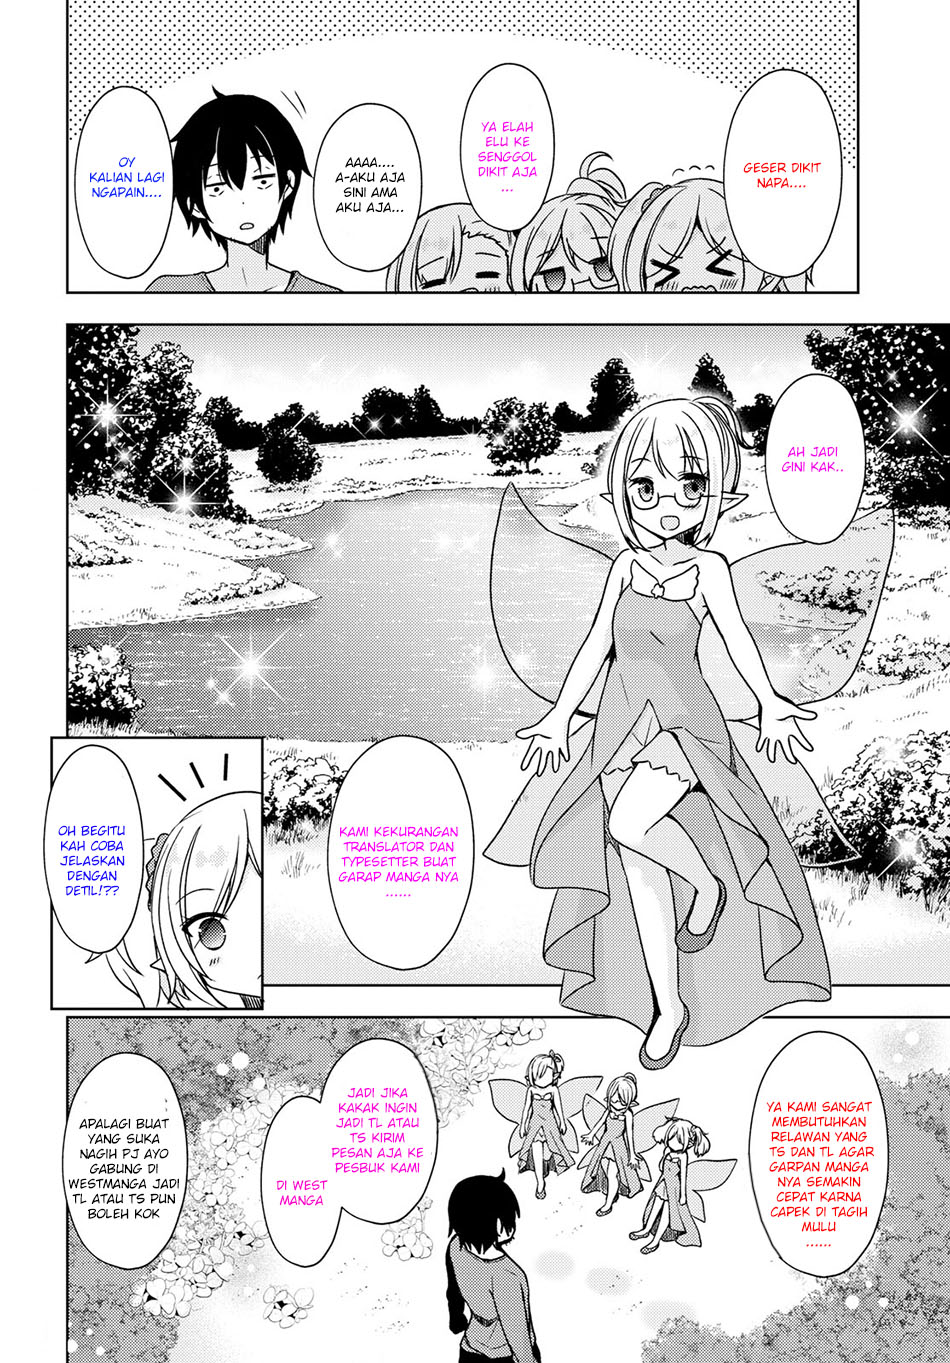 GESER DIKIT
NAPA....
YA ELAH
ELU KE
SENGGOL
DIKIT AJA
...
AAAA....
A-AKU AJA
SINI AMA
AKU AJA...
OY
KALIAN LAGI
NGAPAIN....
AH JADI
GINI KAK..
KAMI KEKURANGAN
TRANSLATOR DAN
TYPESETTER BUAT
GARAP MANGA NYA
......
OH BEGITU
KAH COBA
JELASKAN
DENGAN
DETIL!??
YA KAMI SANGAT
MEMBUTUHKAN
RELAWAN YANG
TS DAN TL AGAR
GARPAN MANGA
NYA SEMAKIN
CEPAT KARNA
CAPEK DI TAGIH
MULU
......
JADI JIKA
KAKAK INGIN
JADI TL ATAU
TS KIRIM
PESAN AJA KE
PESBUK KAMI
DI WEST
MANGA
APALAGI BUAT
YANG SUKA
NAGIH PJ AYO
GABUNG DI
WESTMANGA JADI
TL ATAU TS PUN
BOLEH KOK